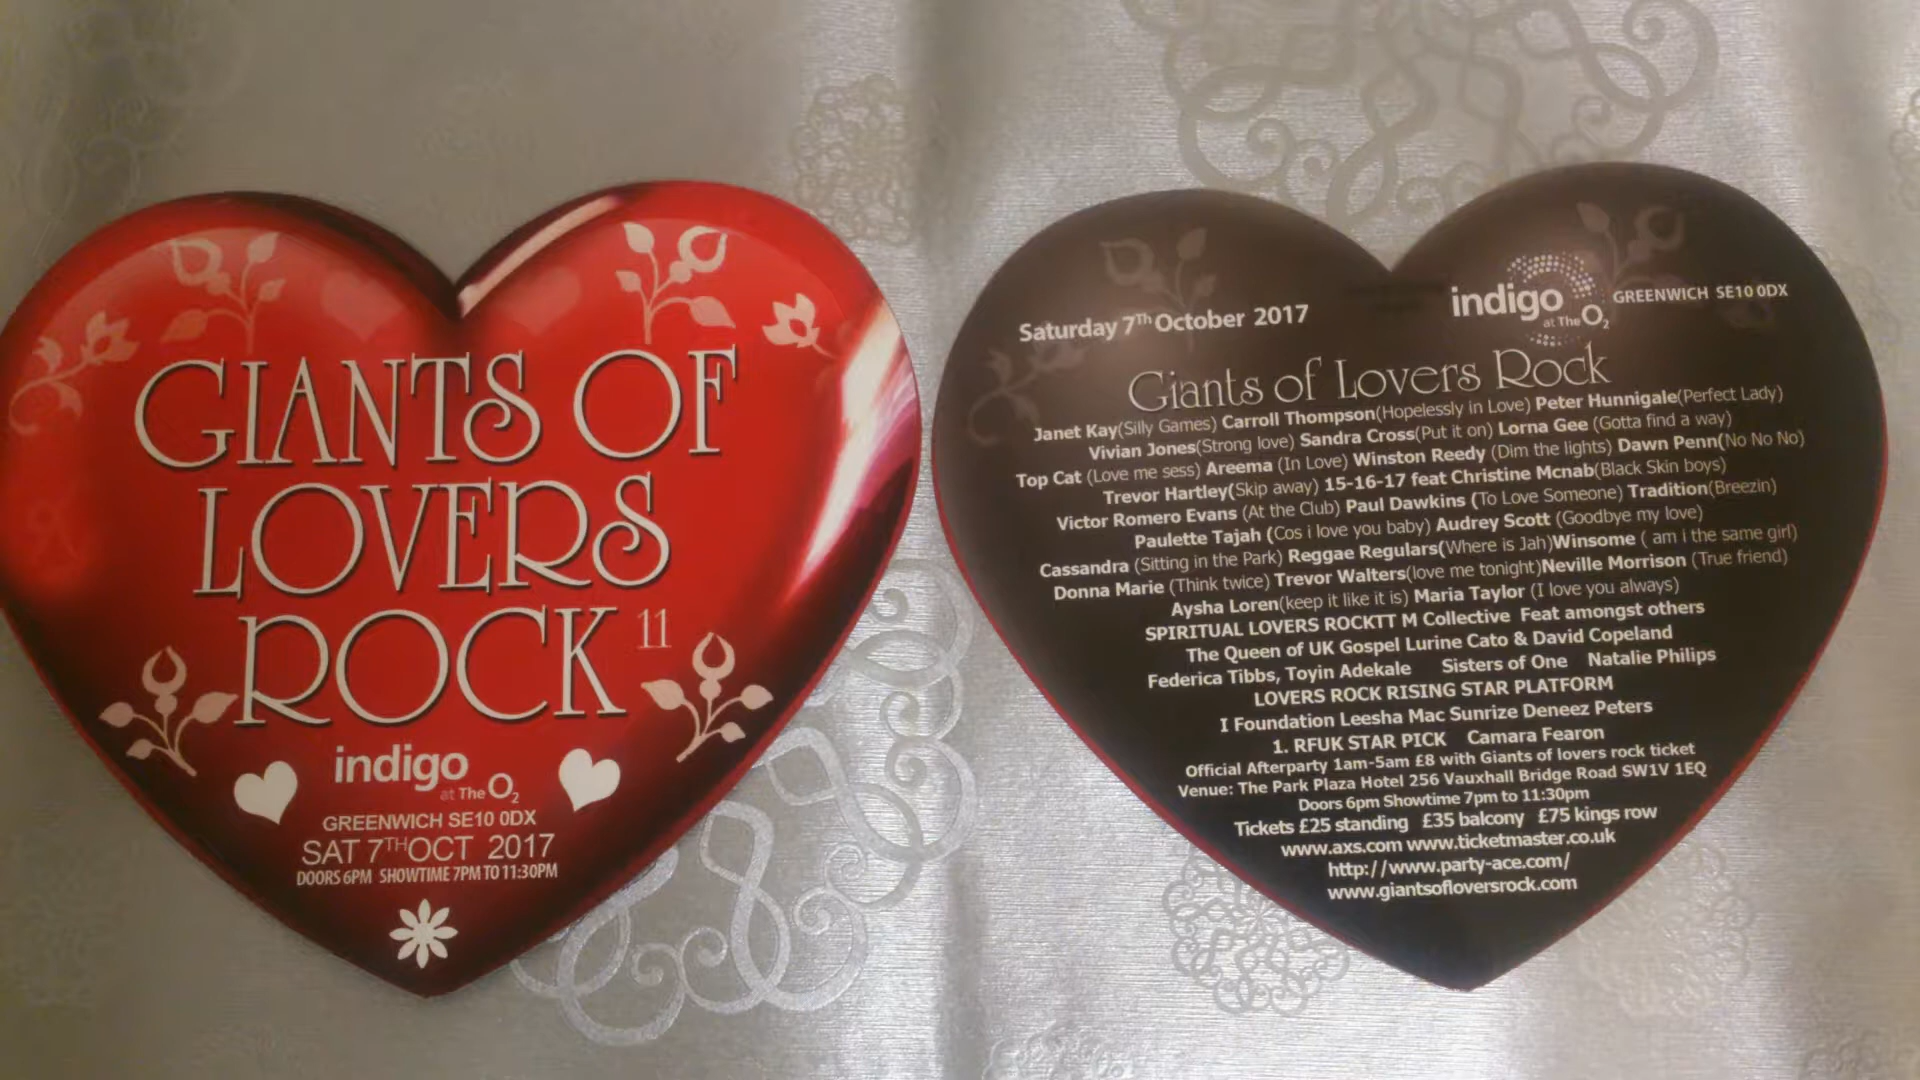 GIANTS OF
LOVERS
ROCK 11
indigo
at The O2
GREENWICH SE10 0DX
SAT 7TH OCT 2017
DOORS 6PM SHOWTIME 7PM TO 11:30PM
Saturday 7Th October 2017
indigo at The O2 GREENWICH SE10 0DX
Giants of Lovers Rock
Janet Kay(Silly Games) Carroll Thompson(Hopelessly in Love) Peter Hunnigale(Perfect Lady)
Vivian Jones(Strong love) Sandra Cross(Put it on) Lorna Gee (Gotta find a way)
Top Cat (Love me sess) Areema (In Love) Winston Reedy (Dim the lights) Dawn Penn(No No No)
Trevor Hartley(Skip away) 15-16-17 feat Christine Mcnab(Black Skin boys)
Victor Romero Evans (At the Club) Paul Dawkins (To Love Someone) Tradition(Breezin)
Paulette Tajah (Cos i love you baby) Audrey Scott (Goodbye my love)
Cassandra (Sitting in the Park) Reggae Regulars(Where is Jah)Winsome ( am i the same girl)
Donna Marie (Think twice) Trevor Walters(love me tonight)Neville Morrison (True friend)
Aysha Loren(keep it like it is) Maria Taylor (I love you always)
SPIRITUAL LOVERS ROCKTT M Collective Feat amongst others
The Queen of UK Gospel Lurine Cato & David Copeland
Federica Tibbs, Toyin Adekale Sisters of One Natalie Philips
LOVERS ROCK RISING STAR PLATFORM
I Foundation Leesha Mac Sunrize Deneez Peters
1. RFUK STAR PICK Camara Fearon
Official Afterparty 1am-5am £8 with Giants of lovers rock ticket
Venue: The Park Plaza Hotel 256 Vauxhall Bridge Road SW1V 1EQ
Doors 6pm Showtime 7pm to 11:30pm
Tickets £25 standing £35 balcony £75 kings row
www.axs.com www.ticketmaster.co.uk
http://www.party-ace.com/
www.giantsofloversrock.com